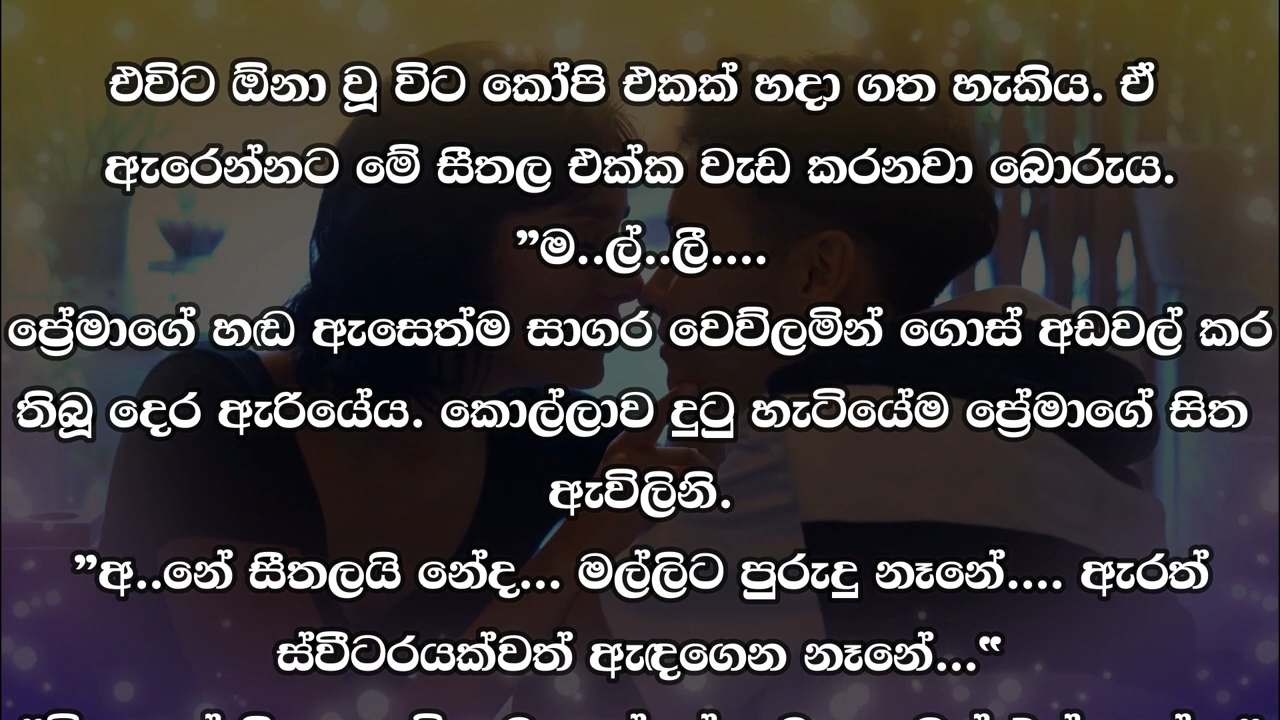 එවිට ඕනා වූ විට කෝපි එකක් හදා ගත හැකිය. ඒ
ඇරෙන්නට මේ සීතල එක්ක වැඩ කරනවා බොරුය.
”ම..ල්..ලී....
ප්‍රේමාගේ හඬ ඇසෙත්ම සාගර වෙව්ලමින් ගොස් අඩවල් කර
තිබූ දෙර ඇරියේය. කොල්ලාව දුටු හැටියේම ප්‍රේමාගේ සිත
ඇවිලිනි.
”අ..නේ සීතලයි නේද... මල්ලිට පුරුදු නෑනේ.... ඇරත්
ස්වීටරයක්වත් ඇඳගෙන නෑනේ...“